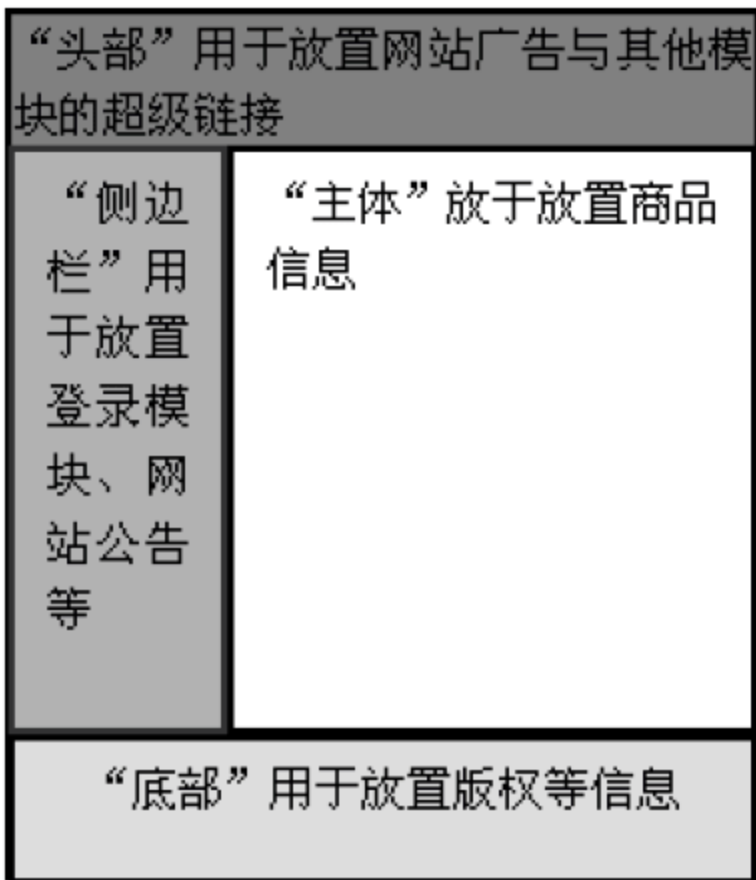 “头部”用于放置网站广告与其他模
块的超级链接
“侧边
栏”用
于放置
登录模
块、网
站公告
等
“主体”放于放置商品
信息
“底部”用于放置版权等信息